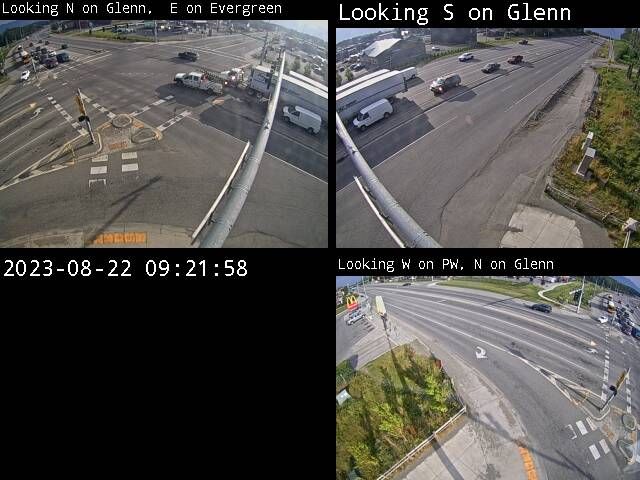 Looking N on Glenn, E on Evergreen
Looking S on Glenn
2023-08-22 09:21:58
Looking W on PW, N on Glenn